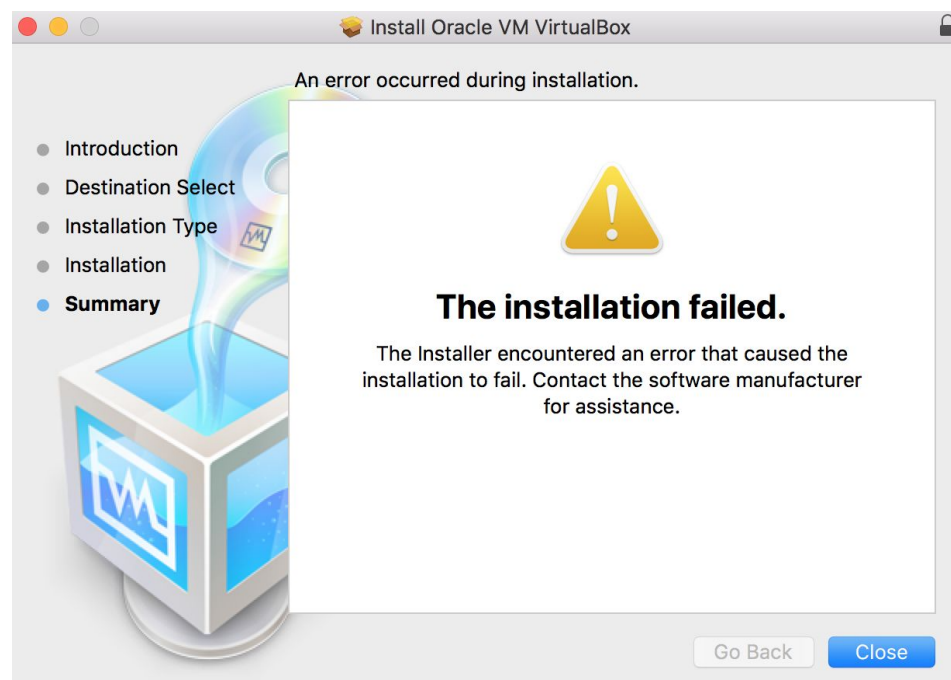 Install Oracle VM VirtualBox
An error occurred during installation.
Introduction
Destination Select
Installation Type
Installation
Summary
The installation failed.
The Installer encountered an error that caused the
installation to fail. Contact the software manufacturer
for assistance.
Go Back
Close